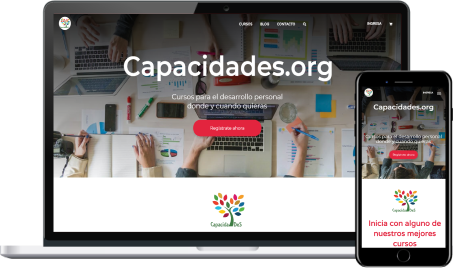 CURSOS BLOG CONTACTO
INGRESA
Capacidades.org
Cursos para el desarrollo personal
donde y cuando quieras
Regístrate ahora
Capacidades
INGRESA
Capacidades.org
Cursos para el desarrollo personal
donde y cuando quieras
Regístrate ahora
Inicia con alguno de
nuestros mejores
cursos